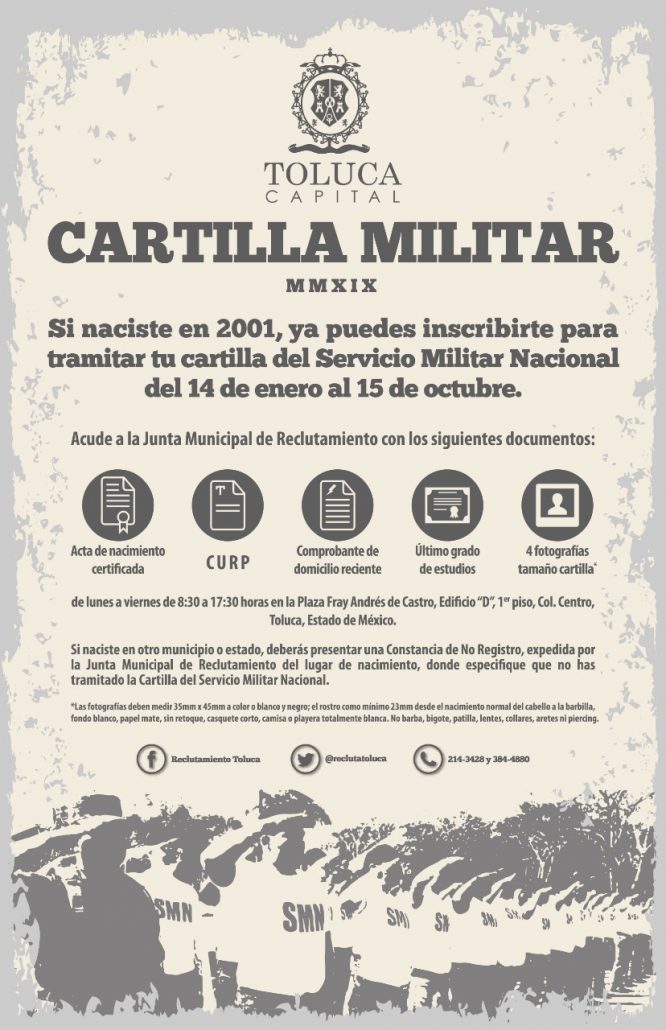 TOLUCA
CAPITAL
CARTILLA MILITAR
MMXIX
Si naciste en 2001, ya puedes inscribirte para
tramitar tu cartilla del Servicio Militar Nacional
del 14 de enero al 15 de octubre.
Acude a la Junta Municipal de Reclutamiento con los siguientes documentos:
Acta de nacimiento
certificada
T
CURP
Comprobante de
domicilio reciente
Último grado
de estudios
4 fotografías
tamaño cartilla*
de lunes a viernes de 8:30 a 17:30 horas en la Plaza Fray Andrés de Castro, Edificio “D”, 1er piso, Col. Centro,
Toluca, Estado de México.
Si naciste en otro municipio o estado, deberás presentar una Constancia de No Registro, expedida por
la Junta Municipal de Reclutamiento del lugar de nacimiento, donde especifique que no has
tramitado la Cartilla del Servicio Militar Nacional.
*Las fotografías deben medir 35mm x 45mm a color o blanco y negro; el rostro como mínimo 23mm desde el nacimiento normal del cabello a la barbilla,
fondo blanco, papel mate, sin retoque, casquete corto, camisa o playera totalmente blanca. No barba, bigote, patilla, lentes, collares, aretes ni piercing.
f Reclutamiento Toluca
@reclutatoluca
214-3428 y 384-4880
SMN
SMN
SMN
SMN